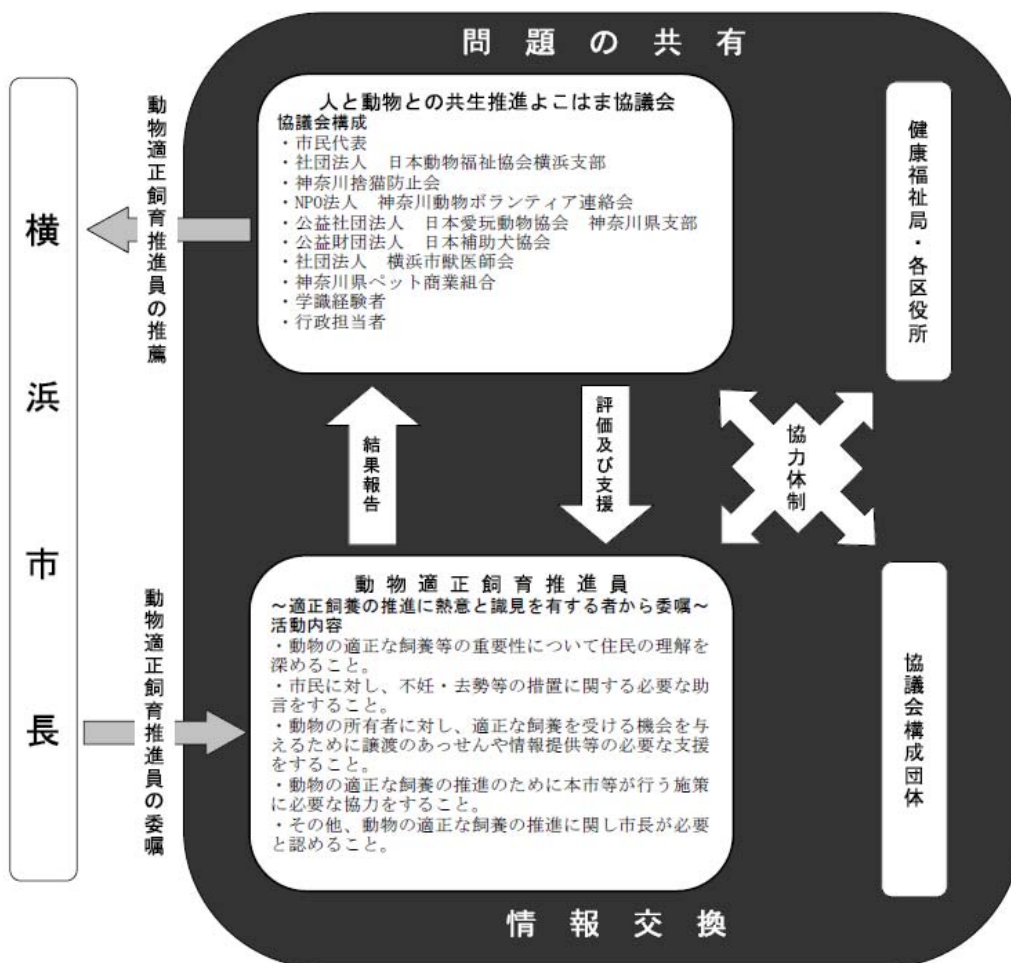 問題の共有
横浜市長
動物適正飼育推進員の推薦
人と動物との共生推進よこはま協議会
協議会構成
・市民代表
・社団法人　日本動物福祉協会横浜支部
・神奈川捨猫防止会
・NPO法人　神奈川動物ボランティア連絡会
・公益社団法人　日本愛玩動物協会　神奈川県支部
・公益財団法人　日本補助犬協会
・社団法人　横浜市獣医師会
・神奈川県ペット商業組合
・学識経験者
・行政担当者
健康福祉局・各区役所
結果報告
評価及び支援
協力体制
動物適正飼育推進員の委嘱
動物適正飼育推進員
～適正飼養の推進に熱意と識見を有する者から委嘱～
活動内容
・動物の適正な飼養等の重要性について住民の理解を
深めること。
・市民に対し、不妊・去勢等の措置に関する必要な助
言をすること。
・動物の所有者に対し、適正な飼養を受ける機会を与
えるために譲渡のあっせんや情報提供等の必要な支援
をすること。
・動物の適正な飼養の推進のために本市等が行う施策
に必要な協力をすること。
・その他、動物の適正な飼養の推進に関し市長が必要
と認めること。
協議会構成団体
情報交換